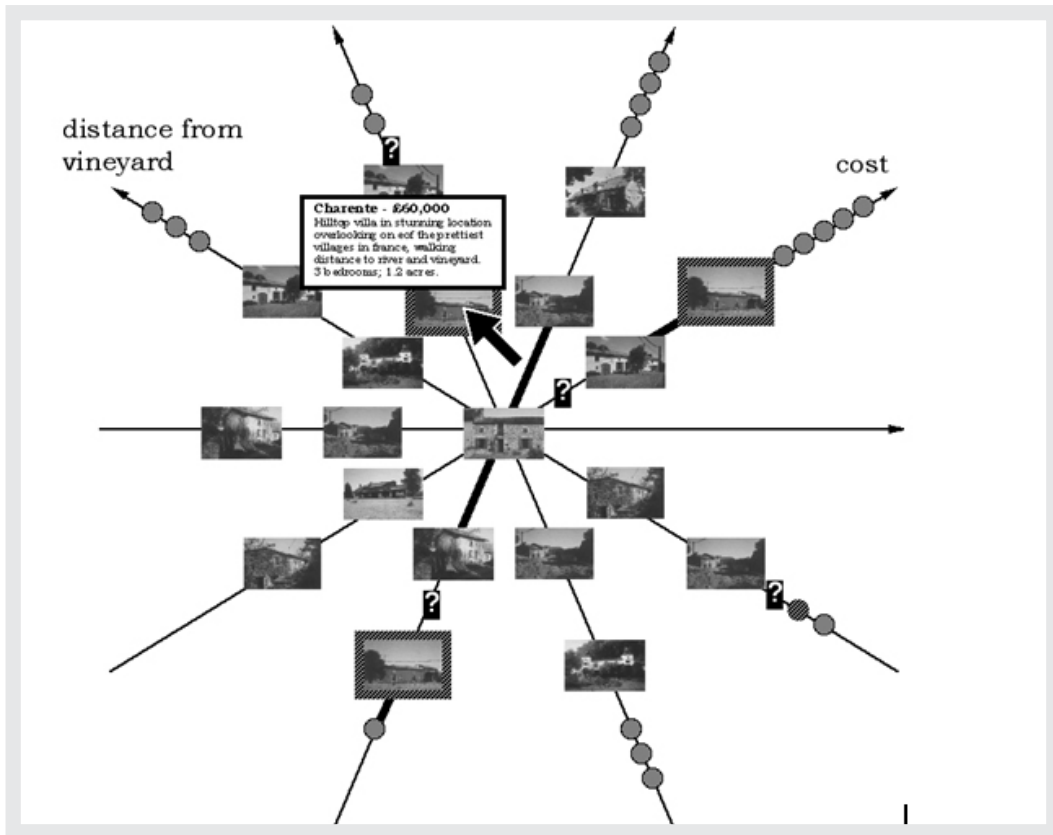 ?
distance from
vineyard
cost
Charente - £60,000
Hilltop villa in stunning location
overlooking on eof the prettiest
villages in france, walking
distance to river and vineyard.
3 bedrooms; 1.2 acres.
?
?
?